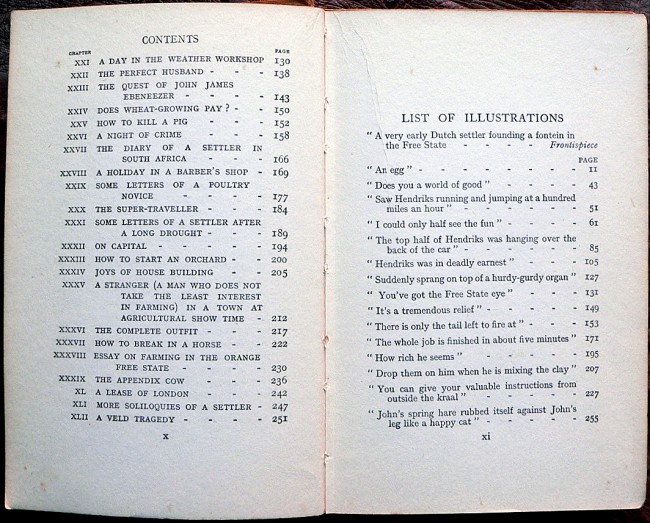 CONTENTS
CHAPTER PAGE
XXI A DAY IN THE WEATHER WORKSHOP 130
XXII THE PERFECT HUSBAND - - - 138
XXIII THE QUEST OF JOHN JAMES
EBENEEZER - - - - 143
XXIV DOES WHEAT-GROWING PAY? - - 150
XXV HOW TO KILL A PIG - - - 152
XXVI A NIGHT OF CRIME - - - 158
XXVII THE DIARY OF A SETTLER IN
SOUTH AFRICA - - - 166
XXVIII A HOLIDAY IN A BARBER'S SHOP - 169
XXIX SOME LETTERS OF A POULTRY
NOVICE - - - - - 177
XXX THE SUPER-TRAVELLER - - - 184
XXXI SOME LETTERS OF A SETTLER AFTER
A LONG DROUGHT - - - 189
XXXII ON CAPITAL - - - - - 194
XXXIII HOW TO START AN ORCHARD - - 200
XXXIV JOYS OF HOUSE BUILDING - - 205
XXXV A STRANGER (A MAN WHO DOES NOT
TAKE THE LEAST INTEREST
IN FARMING) IN A TOWN AT
AGRICULTURAL SHOW TIME - 212
XXXVI THE COMPLETE OUTFIT - - - 217
XXXVII HOW TO BREAK IN A HORSE - - 222
XXXVIII ESSAY ON FARMING IN THE ORANGE
FREE STATE - - - - 230
XXXIX THE APPENDIX COW - - - - 236
XL A LEASE OF LONDON - - - 242
XLI MORE SOLILOQUIES OF A SETTLER - 247
XLII A VELD TRAGEDY - - - - 251
x
LIST OF ILLUSTRATIONS
"A very early Dutch settler founding a fontein in
the Free State - - - - Frontispiece
PAGE
"An egg" - - - - - - - 11
"Does you a world of good" - - - - 43
"Saw Hendriks running and jumping at a hundred
miles an hour" - - - - - 51
"I could only half see the fun" - - - - 61
"The top half of Hendriks was hanging over the
back of the car" - - - - - 85
"Hendriks was in deadly earnest" - - - 105
"Suddenly sprang on top of a hurdy-gurdy organ" 127
"You've got the Free State eye" - - - 131
"It's a tremendous relief" - - - - 149
"There is only the tail left to fire at" - - - 153
"The whole job is finished in about five minutes" 171
"How rich he seems" - - - - - 195
"Drop them on him when he is mixing the clay" 207
"You can give your valuable instructions from
outside the kraal" - - - - - 227
"John's spring hare rubbed itself against John's
leg like a happy cat" - - - - 255
xi